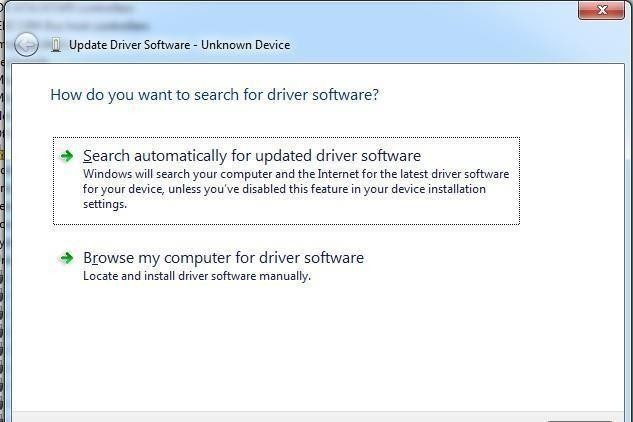 Update Driver Software - Unknown Device
How do you want to search for driver software?
Search automatically for updated driver software
Windows will search your computer and the Internet for the latest driver software
for your device, unless you've disabled this feature in your device installation
settings.
Browse my computer for driver software
Locate and install driver software manually.